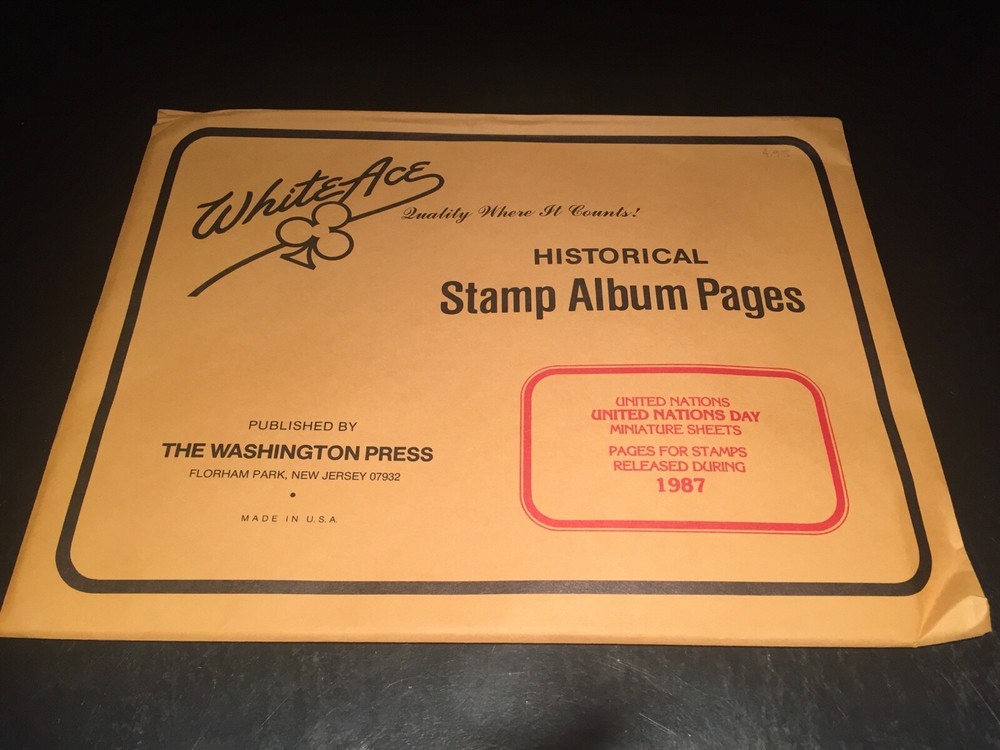 White-Ace
Quality Where It Counts!
HISTORICAL
Stamp Album Pages
PUBLISHED BY
THE WASHINGTON PRESS
FLORHAM PARK, NEW JERSEY 07932
•
MADE IN U.S.A.
UNITED NATIONS
UNITED NATIONS DAY
MINIATURE SHEETS
PAGES FOR STAMPS
RELEASED DURING
1987